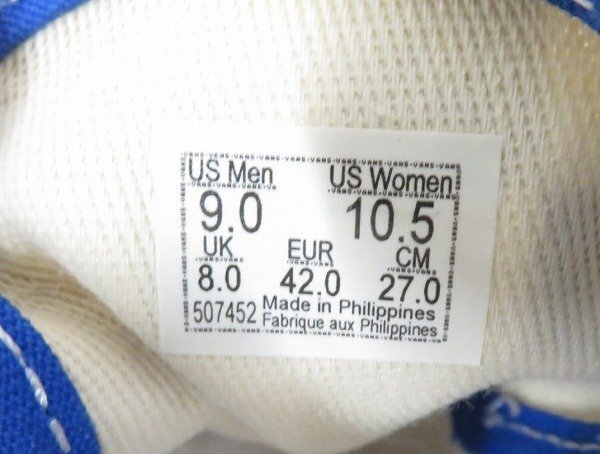 US Men US Women
9.0 10.5
UK EUR CM
8.0 42.0 27.0
507452 Made in Philippines
Fabrique aux Philippines